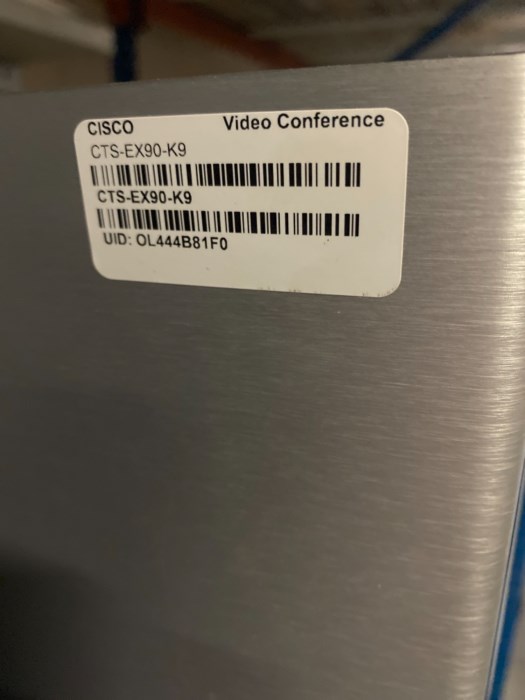 CISCO Video Conference
CTS-EX90-K9
CTS-EX90-K9
UID: OL444B81F0